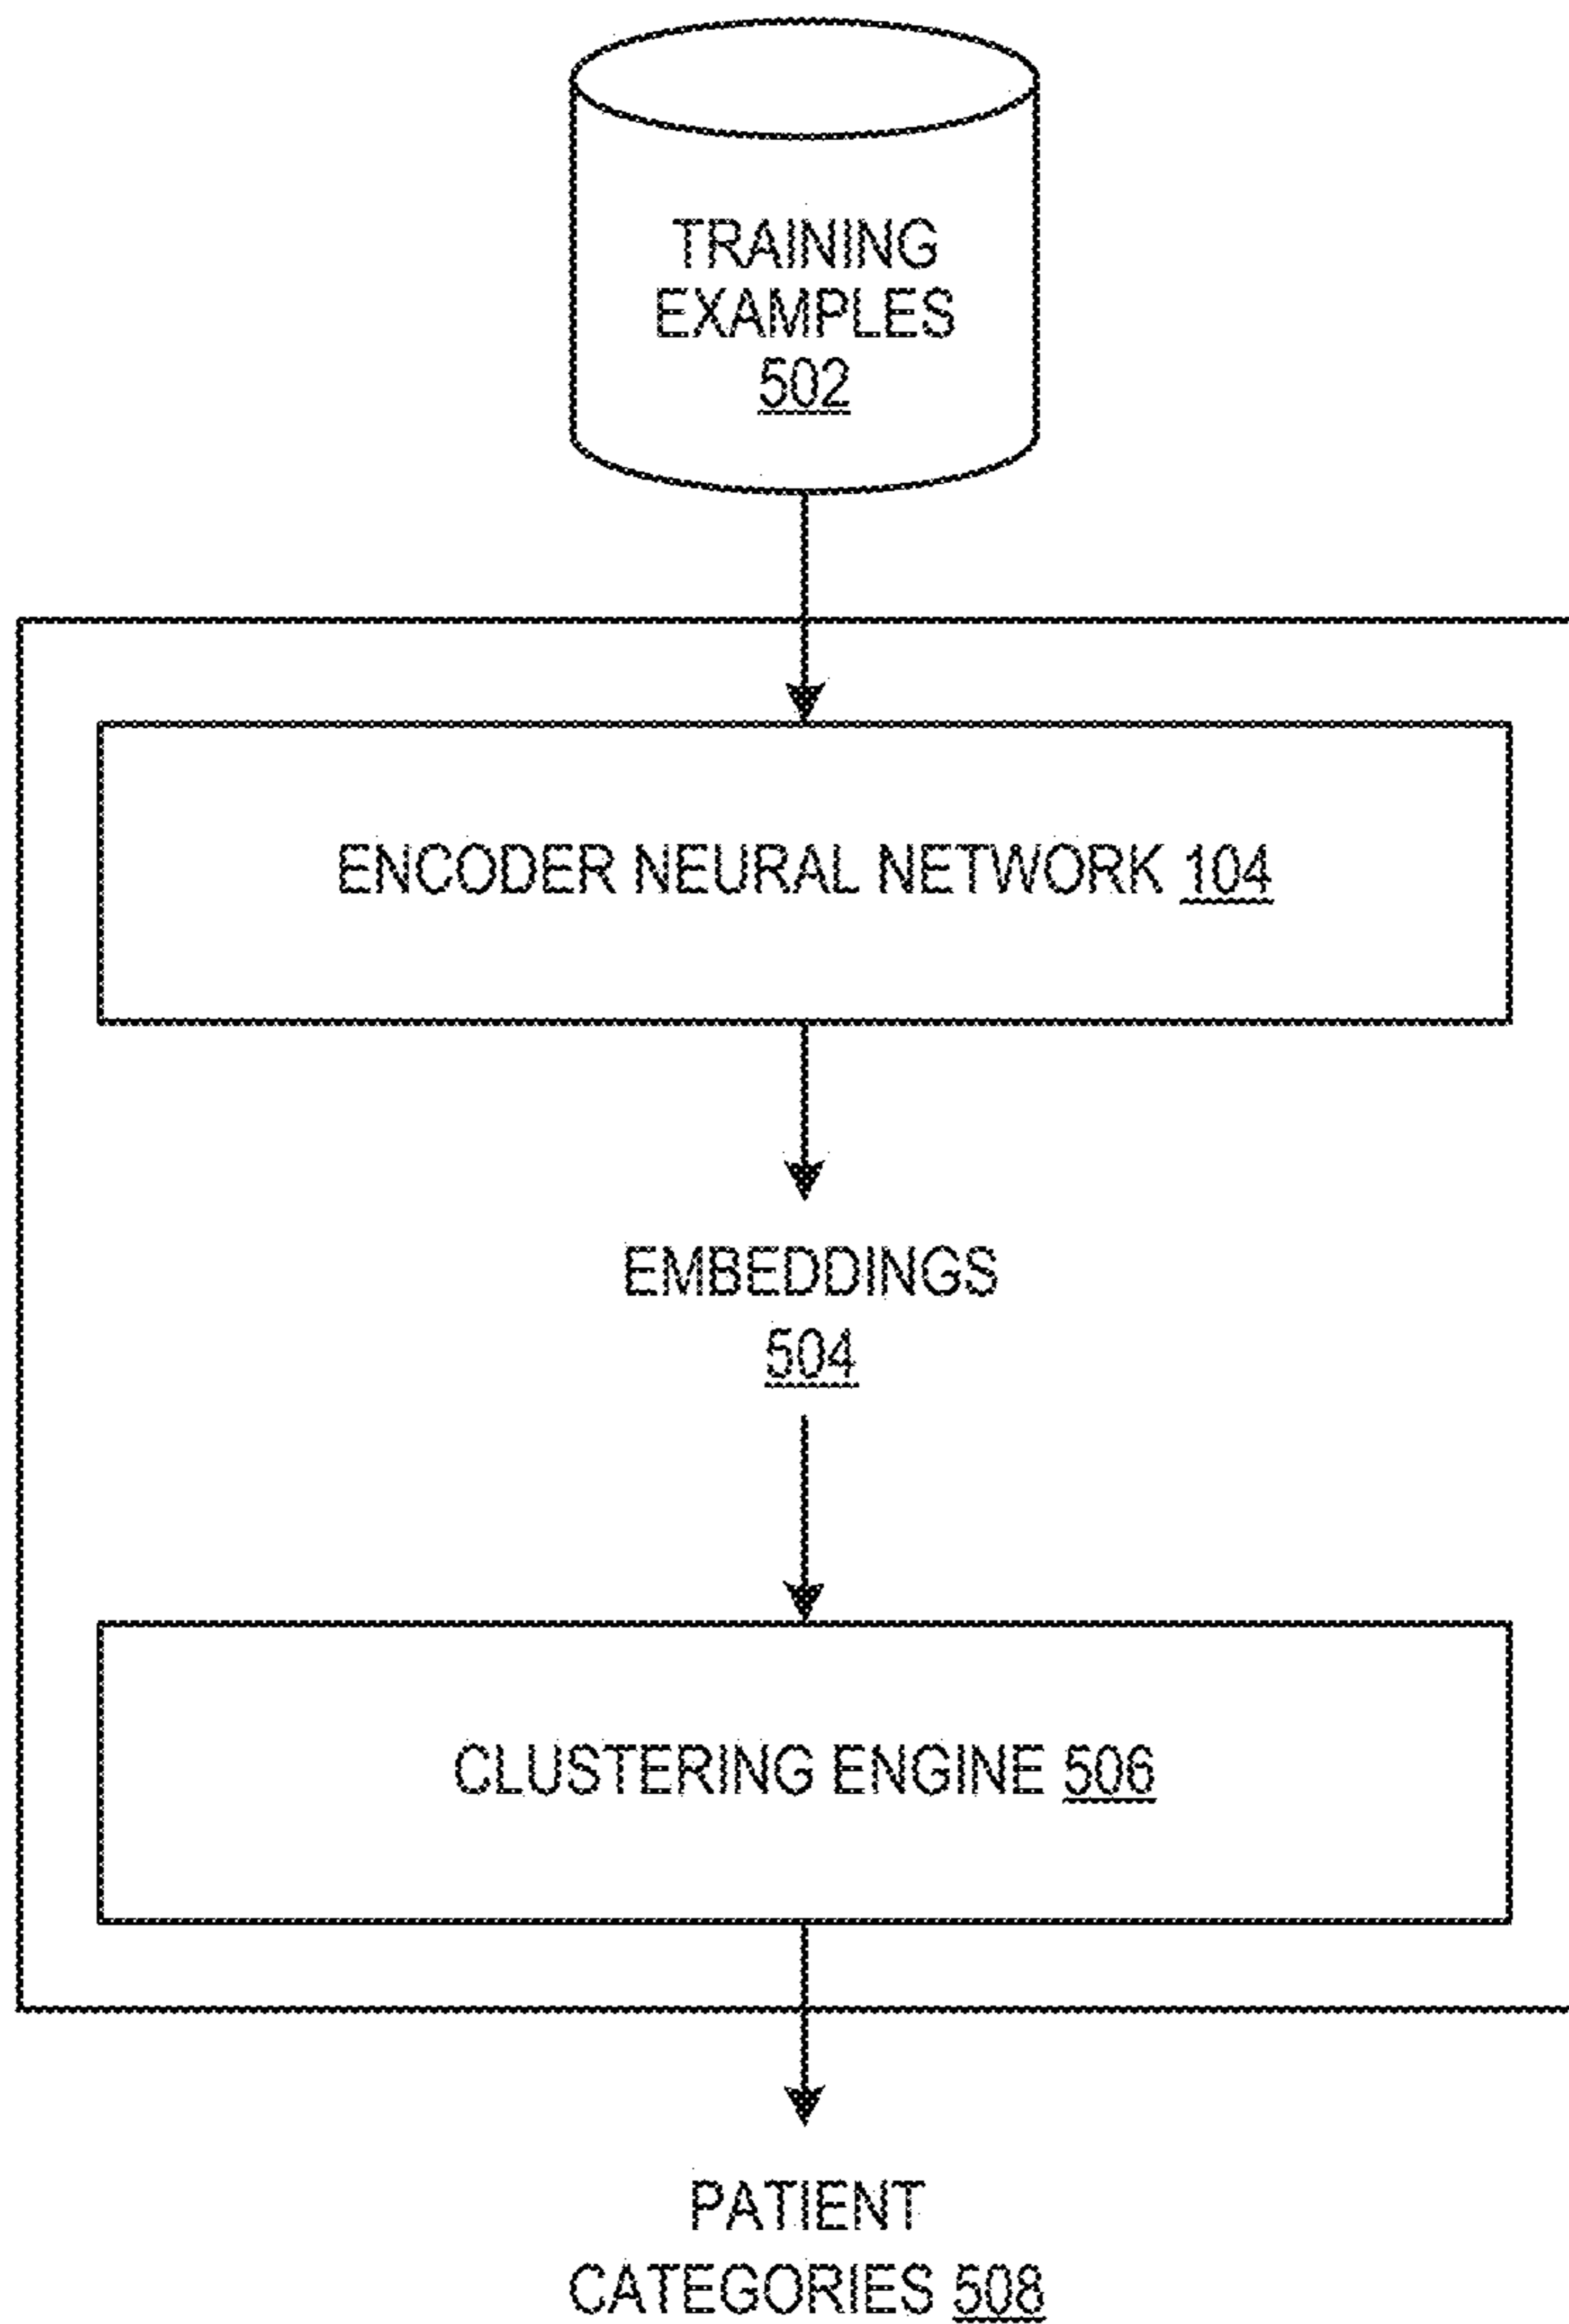 TRAINING
EXAMPLES
502
ENCODER NEURAL NETWORK 104
EMBEDDINGS
504
CLUSTERING ENGINE 506
PATIENT
CATEGORIES 508